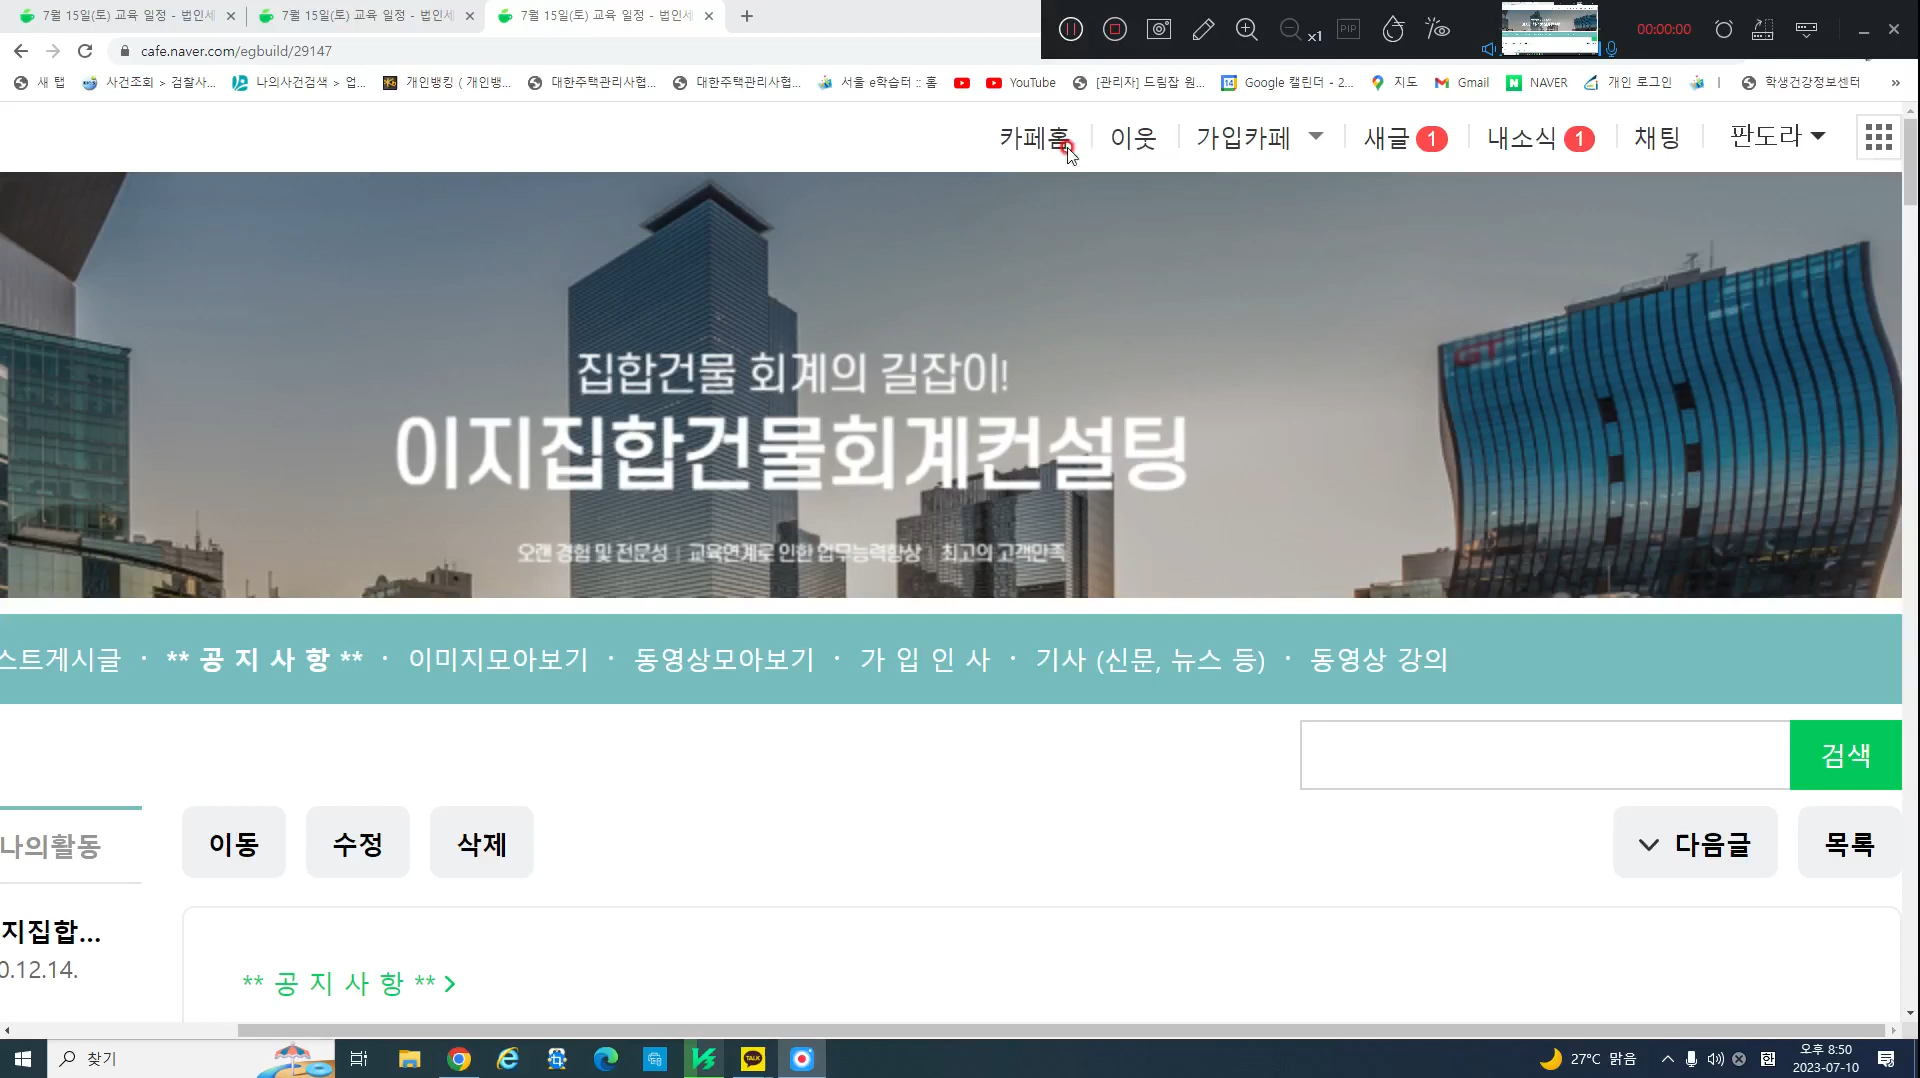 7월 15일(토) 교육 일정 - 법인세
7월 15일(토) 교육 일정 - 법인세
7월 15일(토) 교육 일정 - 법인세
x1
PIP
00:00:00
cafe.naver.com/egbuild/29147
새 탭
사건조회 > 검찰사...
나의사건검색 > 업...
개인뱅킹 ( 개인뱅...
대한주택관리사협...
대한주택관리사협...
서울 e학습터 :: 홈
YouTube
[관리자] 드림잡 원...
14
Google 캘린더 - 2...
지도
Gmail
NAVER
개인 로그인
학생건강정보센터
»
카페홈
이웃
가입카페
새글 1
내소식 1
채팅
판도라
집합건물 회계의 길잡이!
이지집합건물회계컨설팅
오랜 경험 및 전문성 | 교육연계로 인한 업무능력향상 | 최고의 고객만족
GT
스트게시글 · ** 공 지 사 항 ** · 이미지모아보기 · 동영상모아보기 · 가 입 인 사 · 기사 (신문, 뉴스 등) · 동영상 강의
검색
나의활동
이동
수정
삭제
다음글
목록
지집합...
0.12.14.
** 공 지 사 항 ** >
찾기
TALK
27°C 맑음
한
오후 8:50
2023-07-10